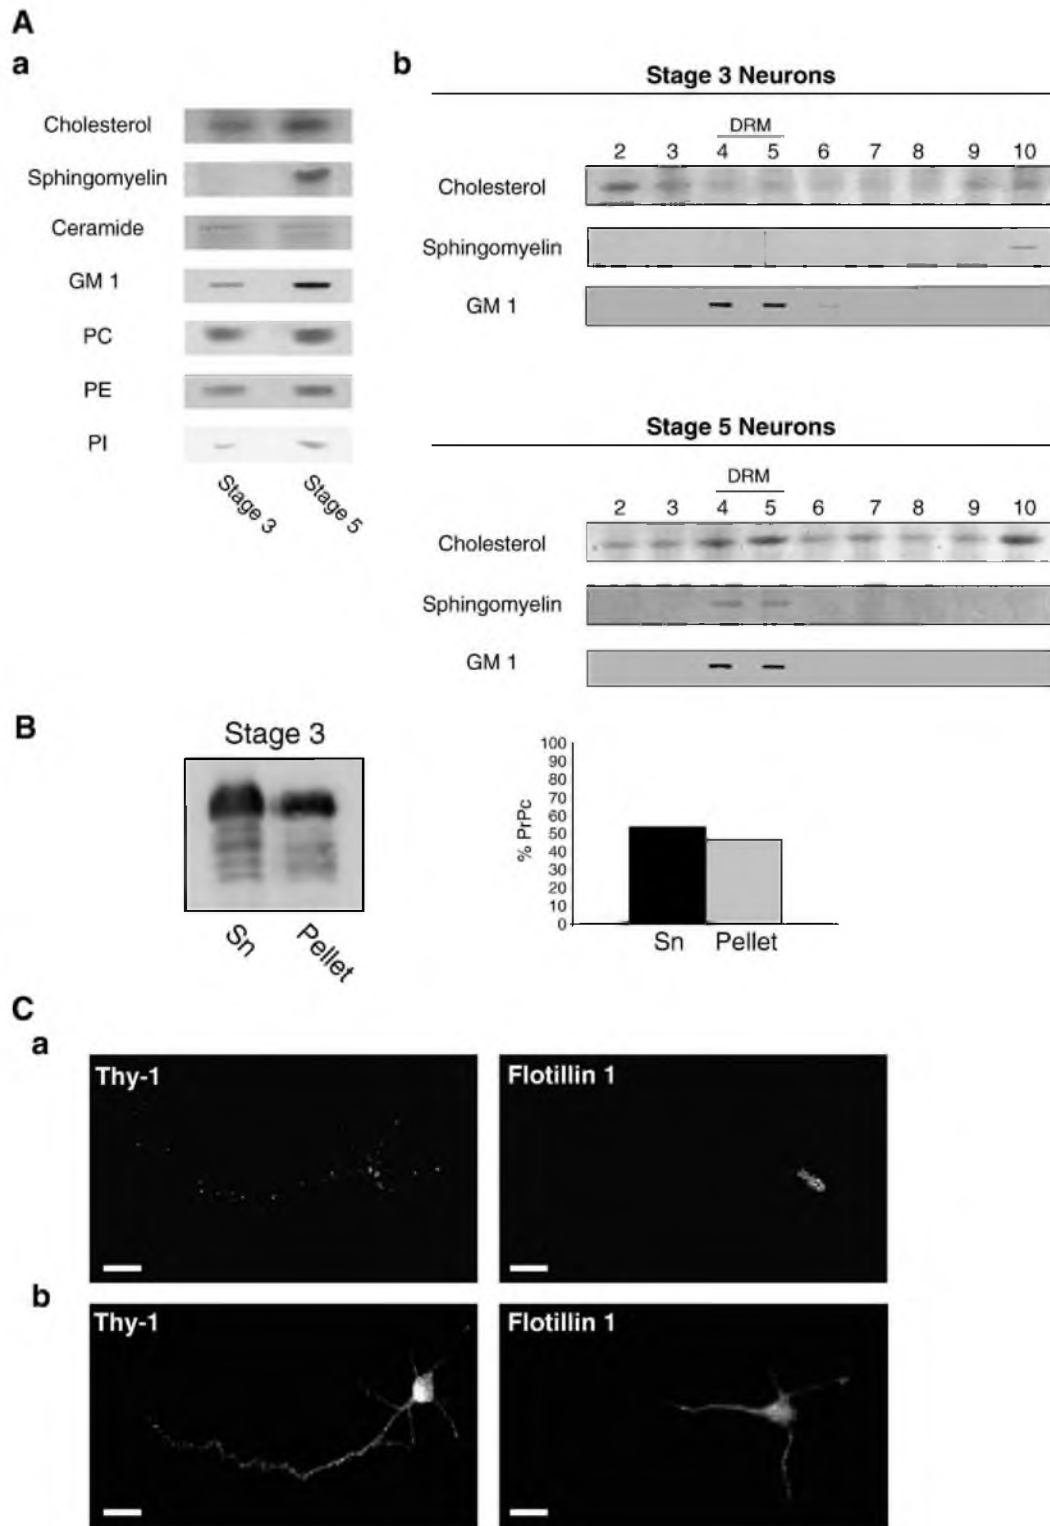 A
a
Cholesterol
Sphingomyelin
Ceramide
GM 1
PC
PE
PI
Stage 3
Stage 5
b
Stage 3 Neurons
DRM
2 3 4 5 6 7 8 9 10
Cholesterol
Sphingomyelin
GM 1
Stage 5 Neurons
DRM
2 3 4 5 6 7 8 9 10
Cholesterol
Sphingomyelin
GM 1
B
Stage 3
Sn
Pellet
% PrPc
100
90
80
70
60
50
40
30
20
10
0
Sn Pellet
C
a
Thy-1
Flotillin 1
b
Thy-1
Flotillin 1